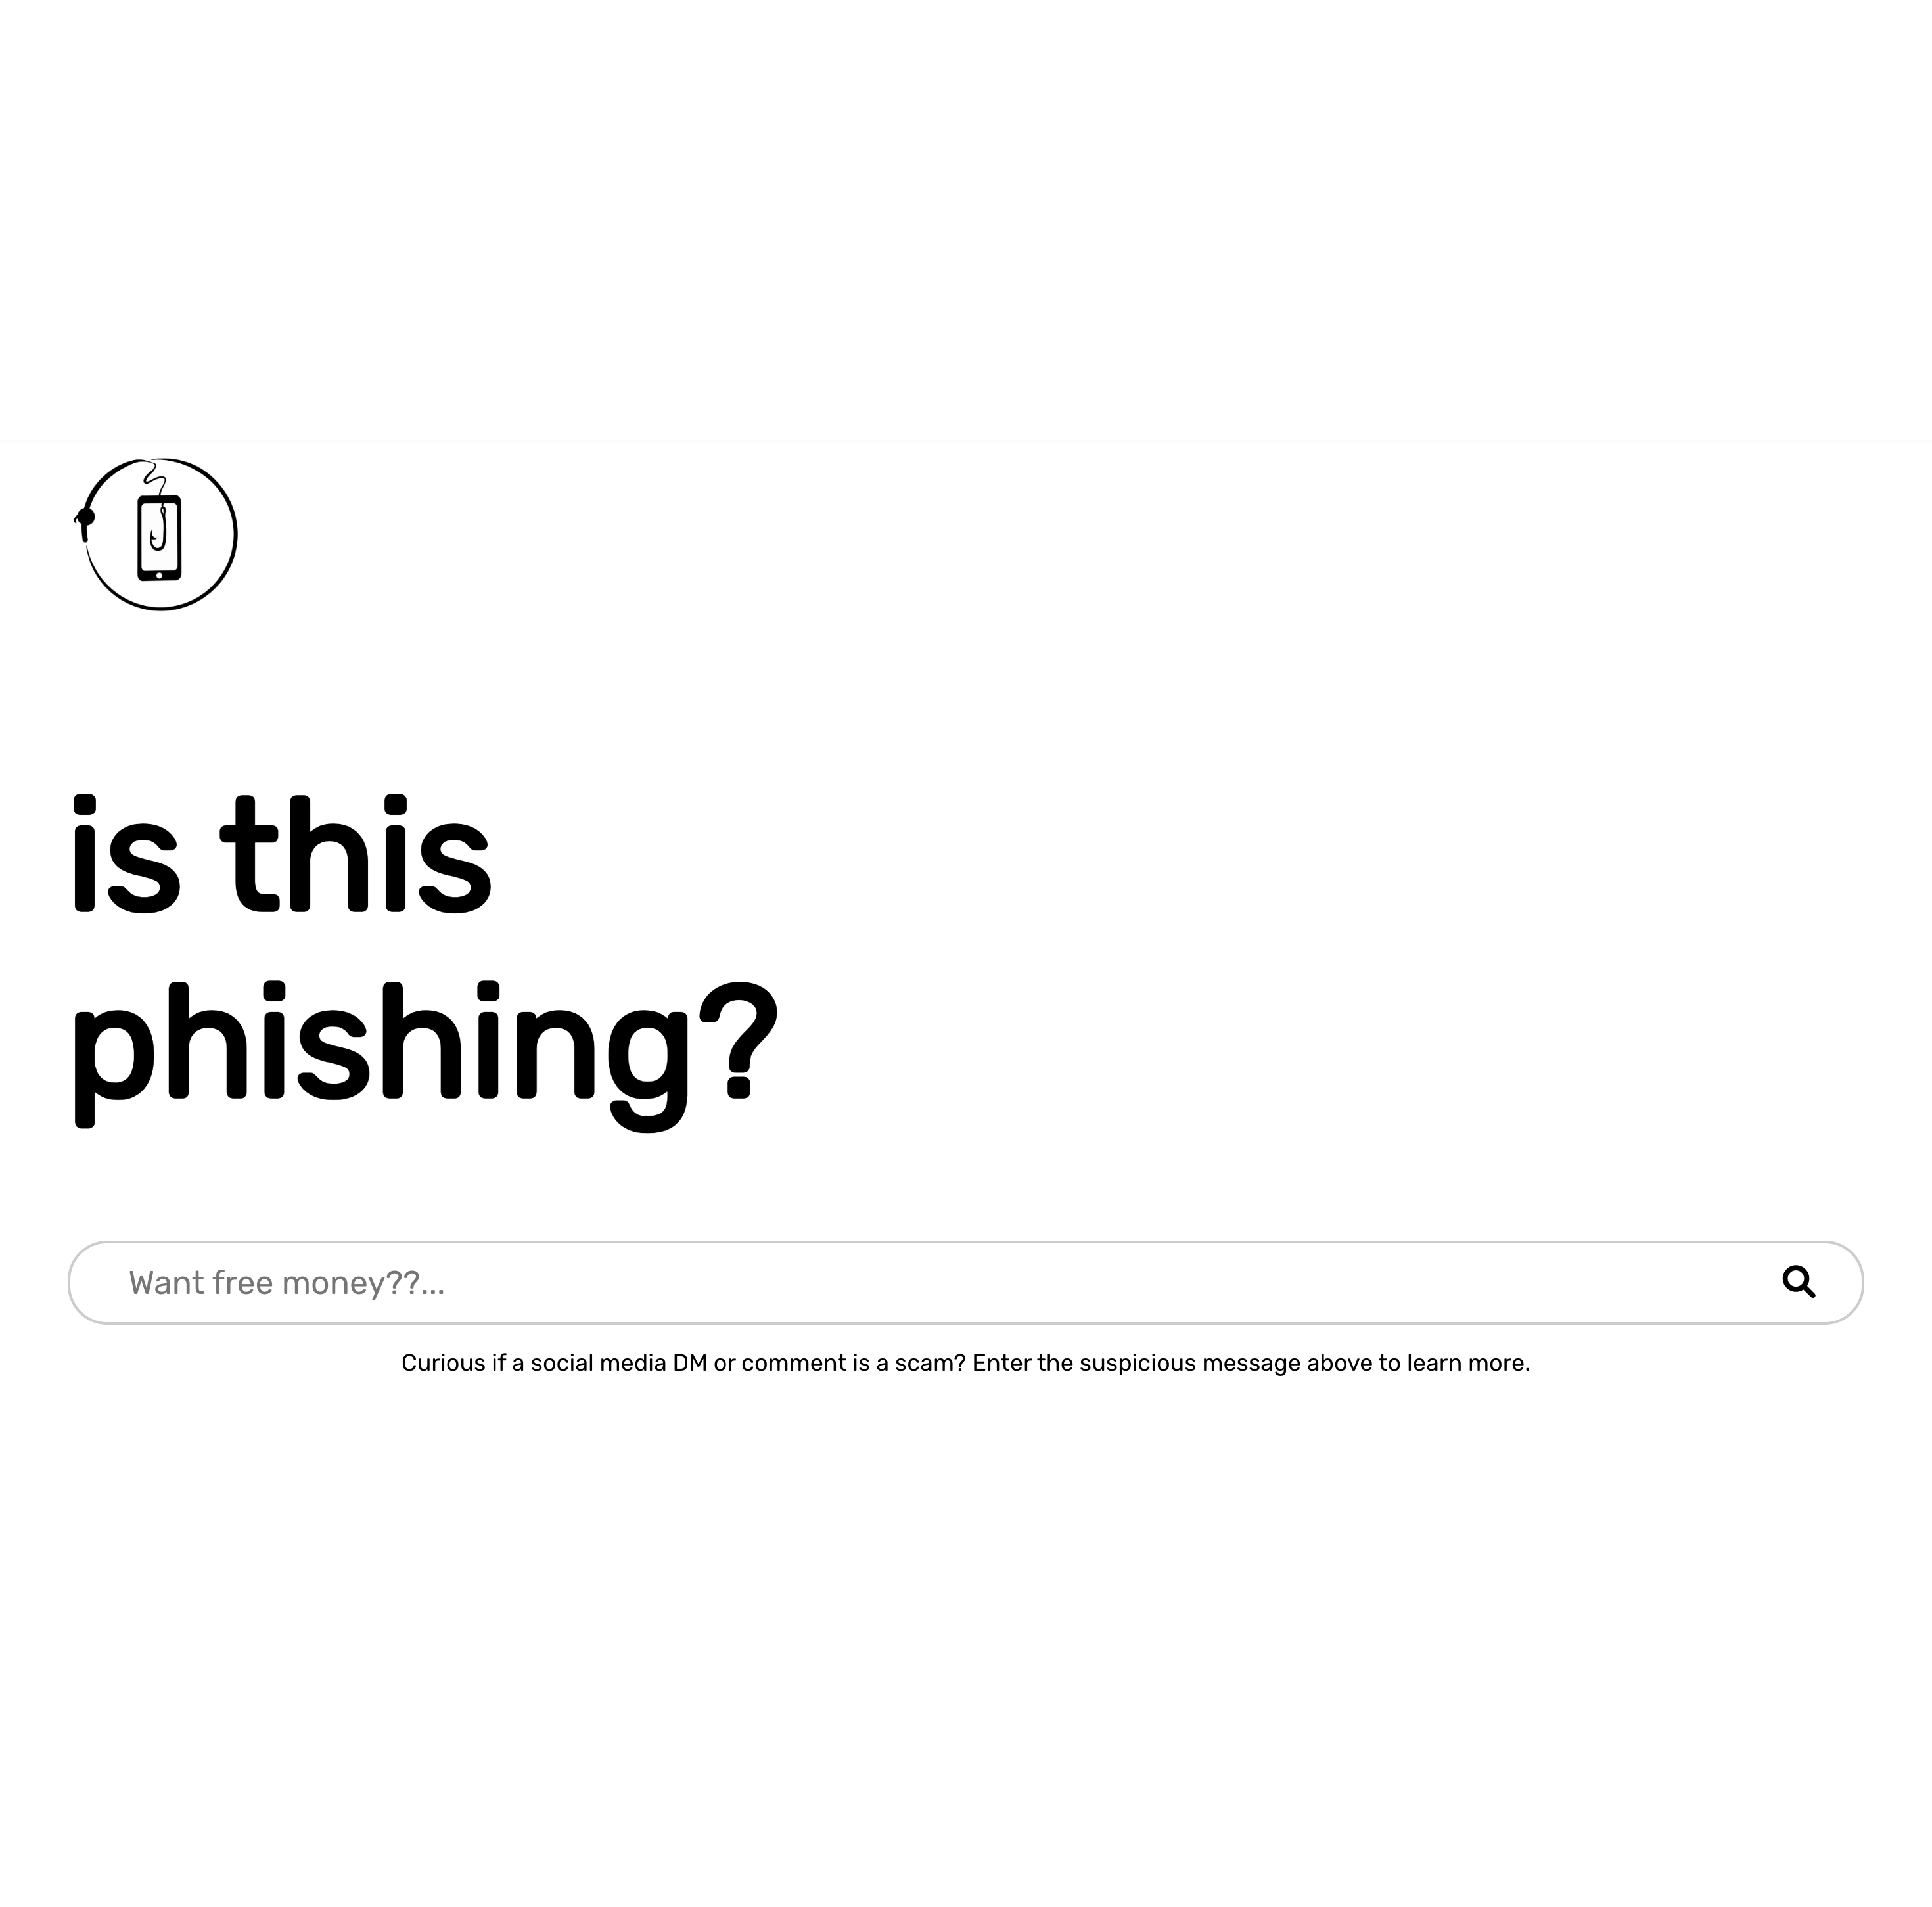 is this
phishing?
Want free money??...
Curious if a social media DM or comment is a scam? Enter the suspicious message above to learn more.